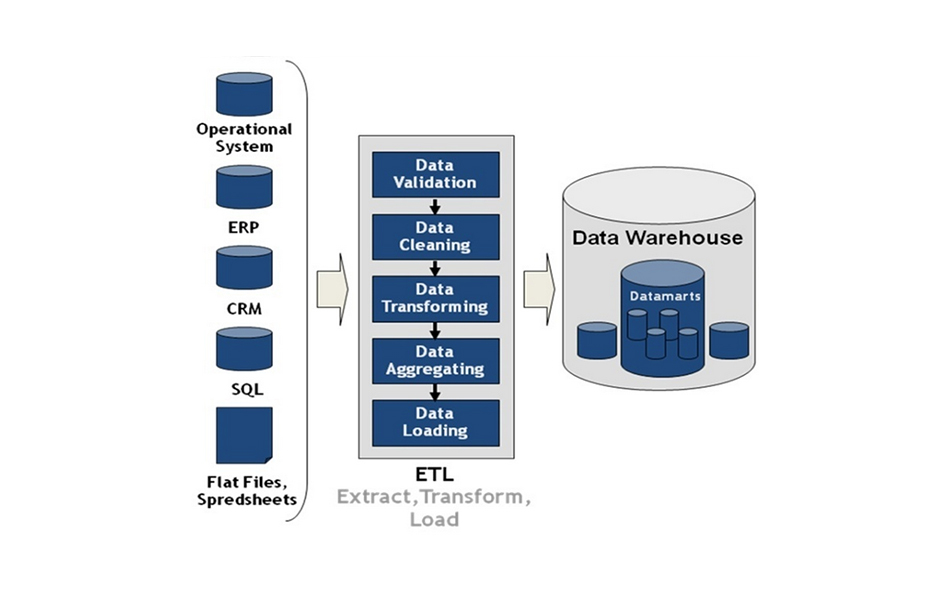 Operational
System
ERP
CRM
SQL
Flat Files,
Spredsheets
Data
Validation
Data
Cleaning
Data
Transforming
Data
Aggregating
Data
Loading
ETL
Extract, Transform,
Load
Data Warehouse
Datamarts